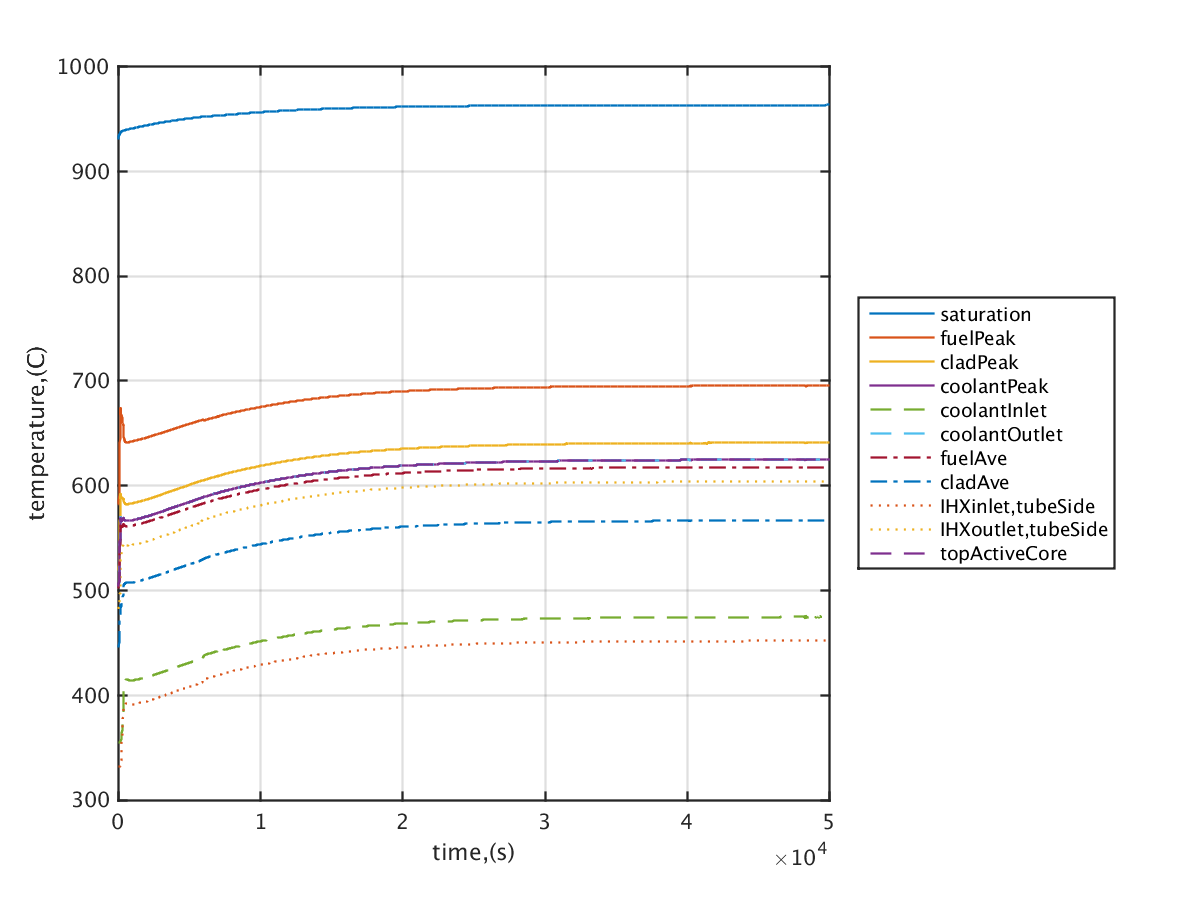 1000
900
800
700
600
500
400
300
temperature,(C)
0
1
2
3
4
5
time,(s)
×10^4
saturation
fuelPeak
cladPeak
coolantPeak
coolantInlet
coolantOutlet
fuelAve
cladAve
IHXinlet,tubeSide
IHXoutlet,tubeSide
topActiveCore